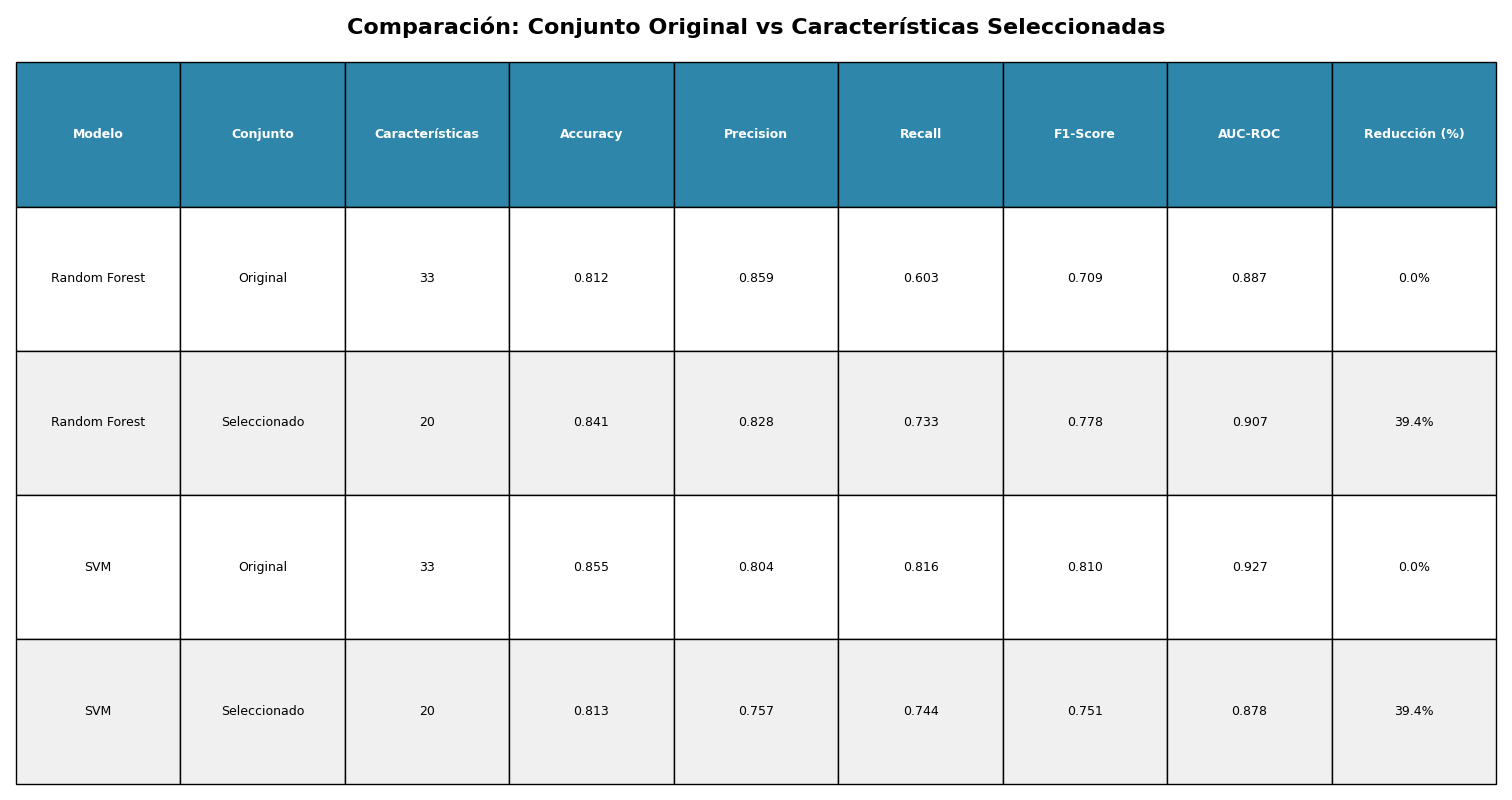 Comparación: Conjunto Original vs Características Seleccionadas
Modelo Conjunto Características Accuracy Precision Recall F1-Score AUC-ROC Reducción (%)
Random Forest Original 33 0.812 0.859 0.603 0.709 0.887 0.0%
Random Forest Seleccionado 20 0.841 0.828 0.733 0.778 0.907 39.4%
SVM Original 33 0.855 0.804 0.816 0.810 0.927 0.0%
SVM Seleccionado 20 0.813 0.757 0.744 0.751 0.878 39.4%